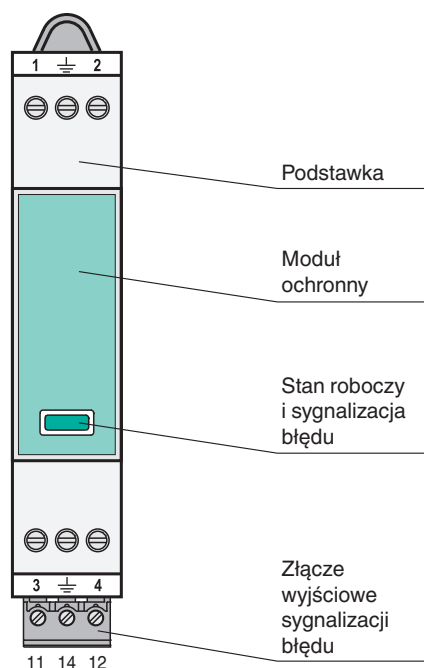 1 ⏚ 2
Podstawka
Moduł
ochronny
Stan roboczy
i sygnalizacja
błędu
3 ⏚ 4
Złącze
wyjściowe
sygnalizacji
błędu
11 14 12